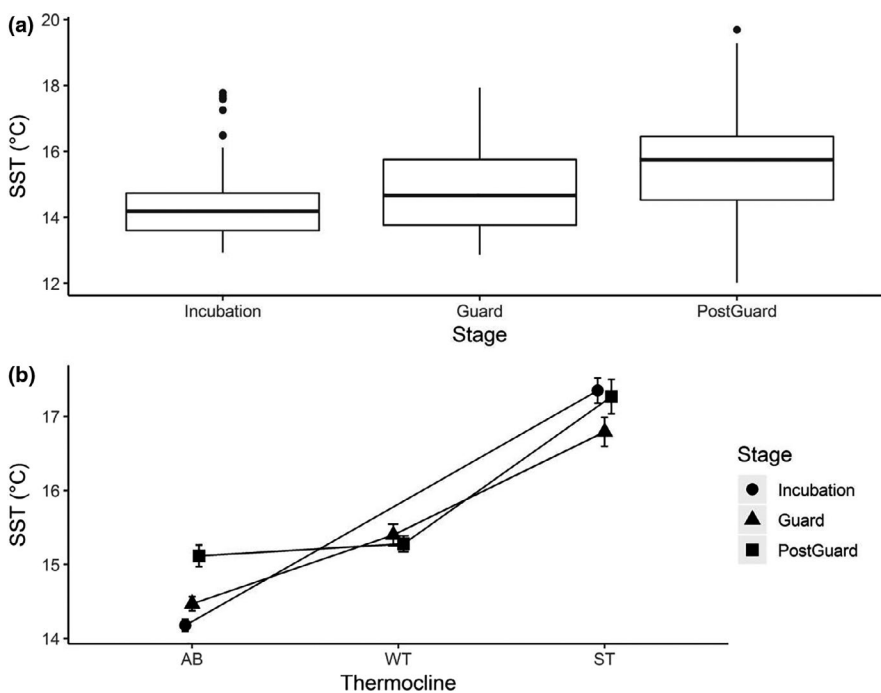 (a)
SST (°C)
20
18
16
14
12
Incubation
Guard
PostGuard
Stage
(b)
SST (°C)
17
16
15
14
AB
WT
ST
Thermocline
Stage
Incubation
Guard
PostGuard